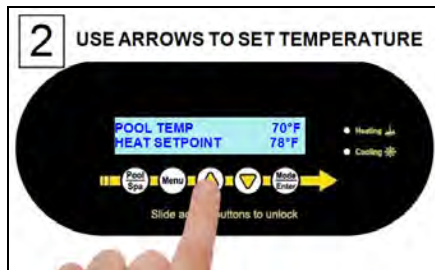 2 USE ARROWS TO SET TEMPERATURE
POOL TEMP 70°F
HEAT SETPOINT 78°F
Heating
Cooling
Pool
Spa
Menu
Mode
Enter
Slide buttons to unlock